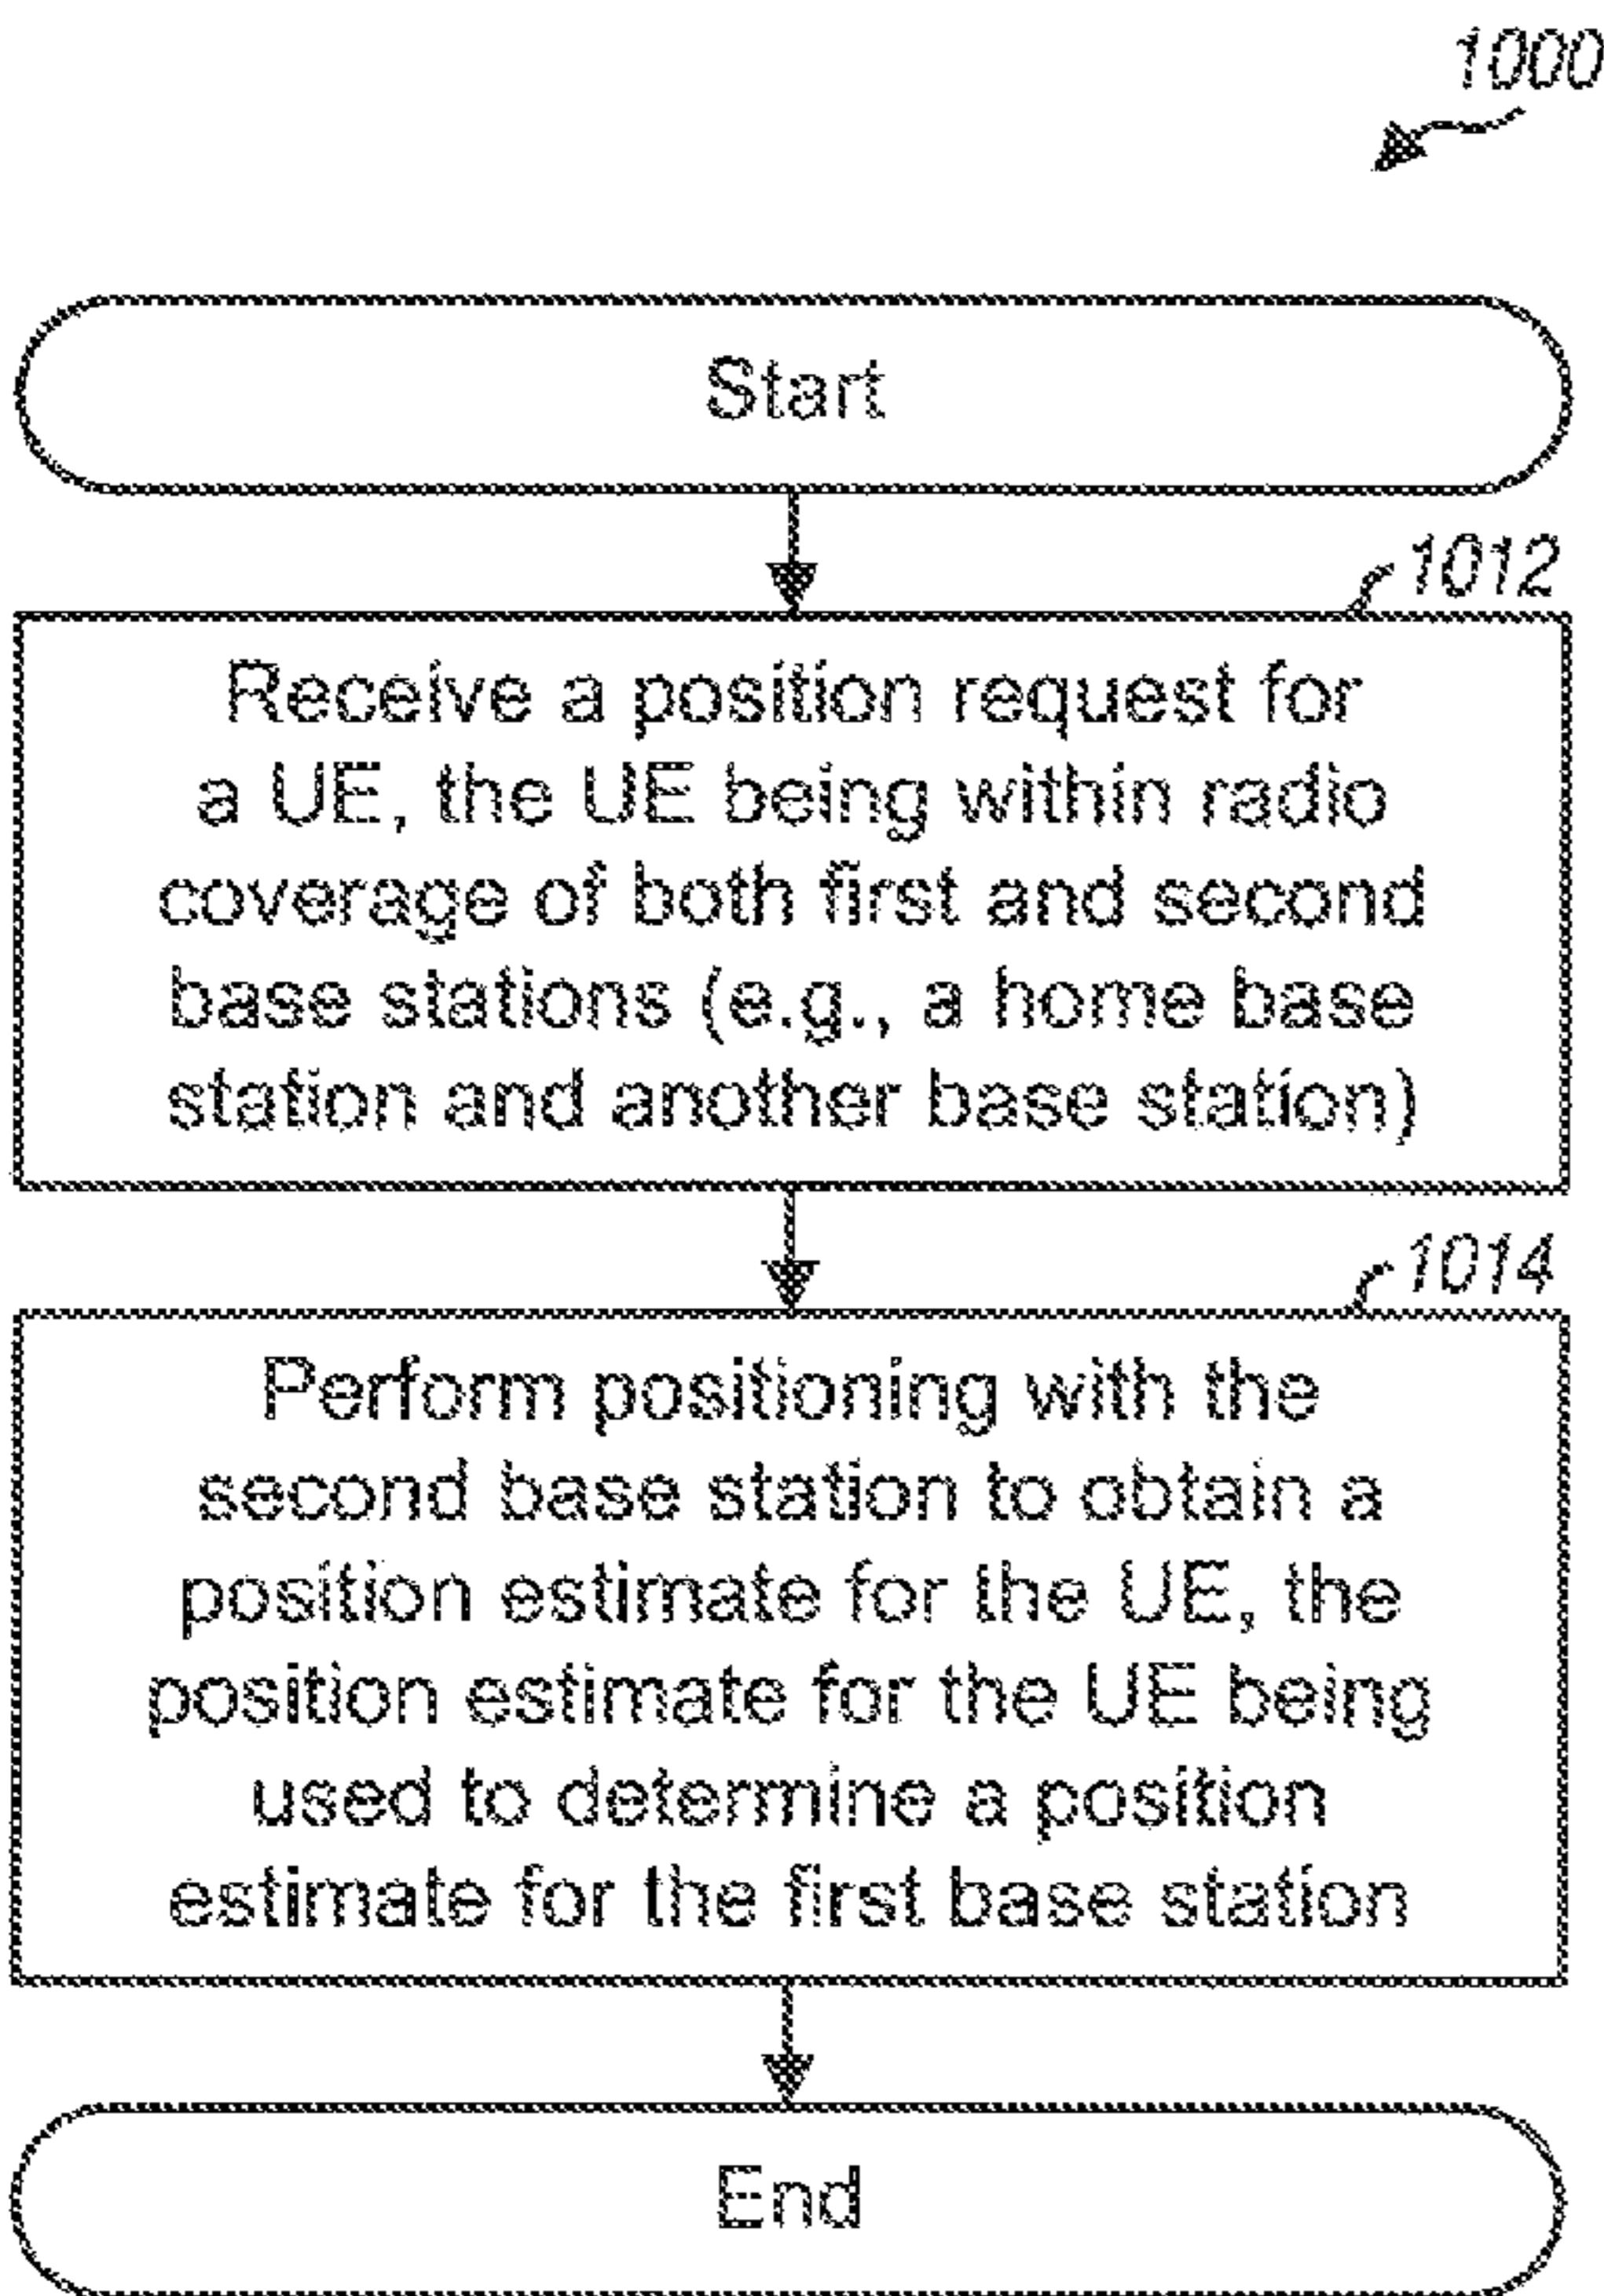 1000
Start
1012
Receive a position request for
a UE, the UE being within radio
coverage of both first and second
base stations (e.g., a home base
station and another base station)
1014
Perform positioning with the
second base station to obtain a
position estimate for the UE, the
position estimate for the UE being
used to determine a position
estimate for the first base station
End